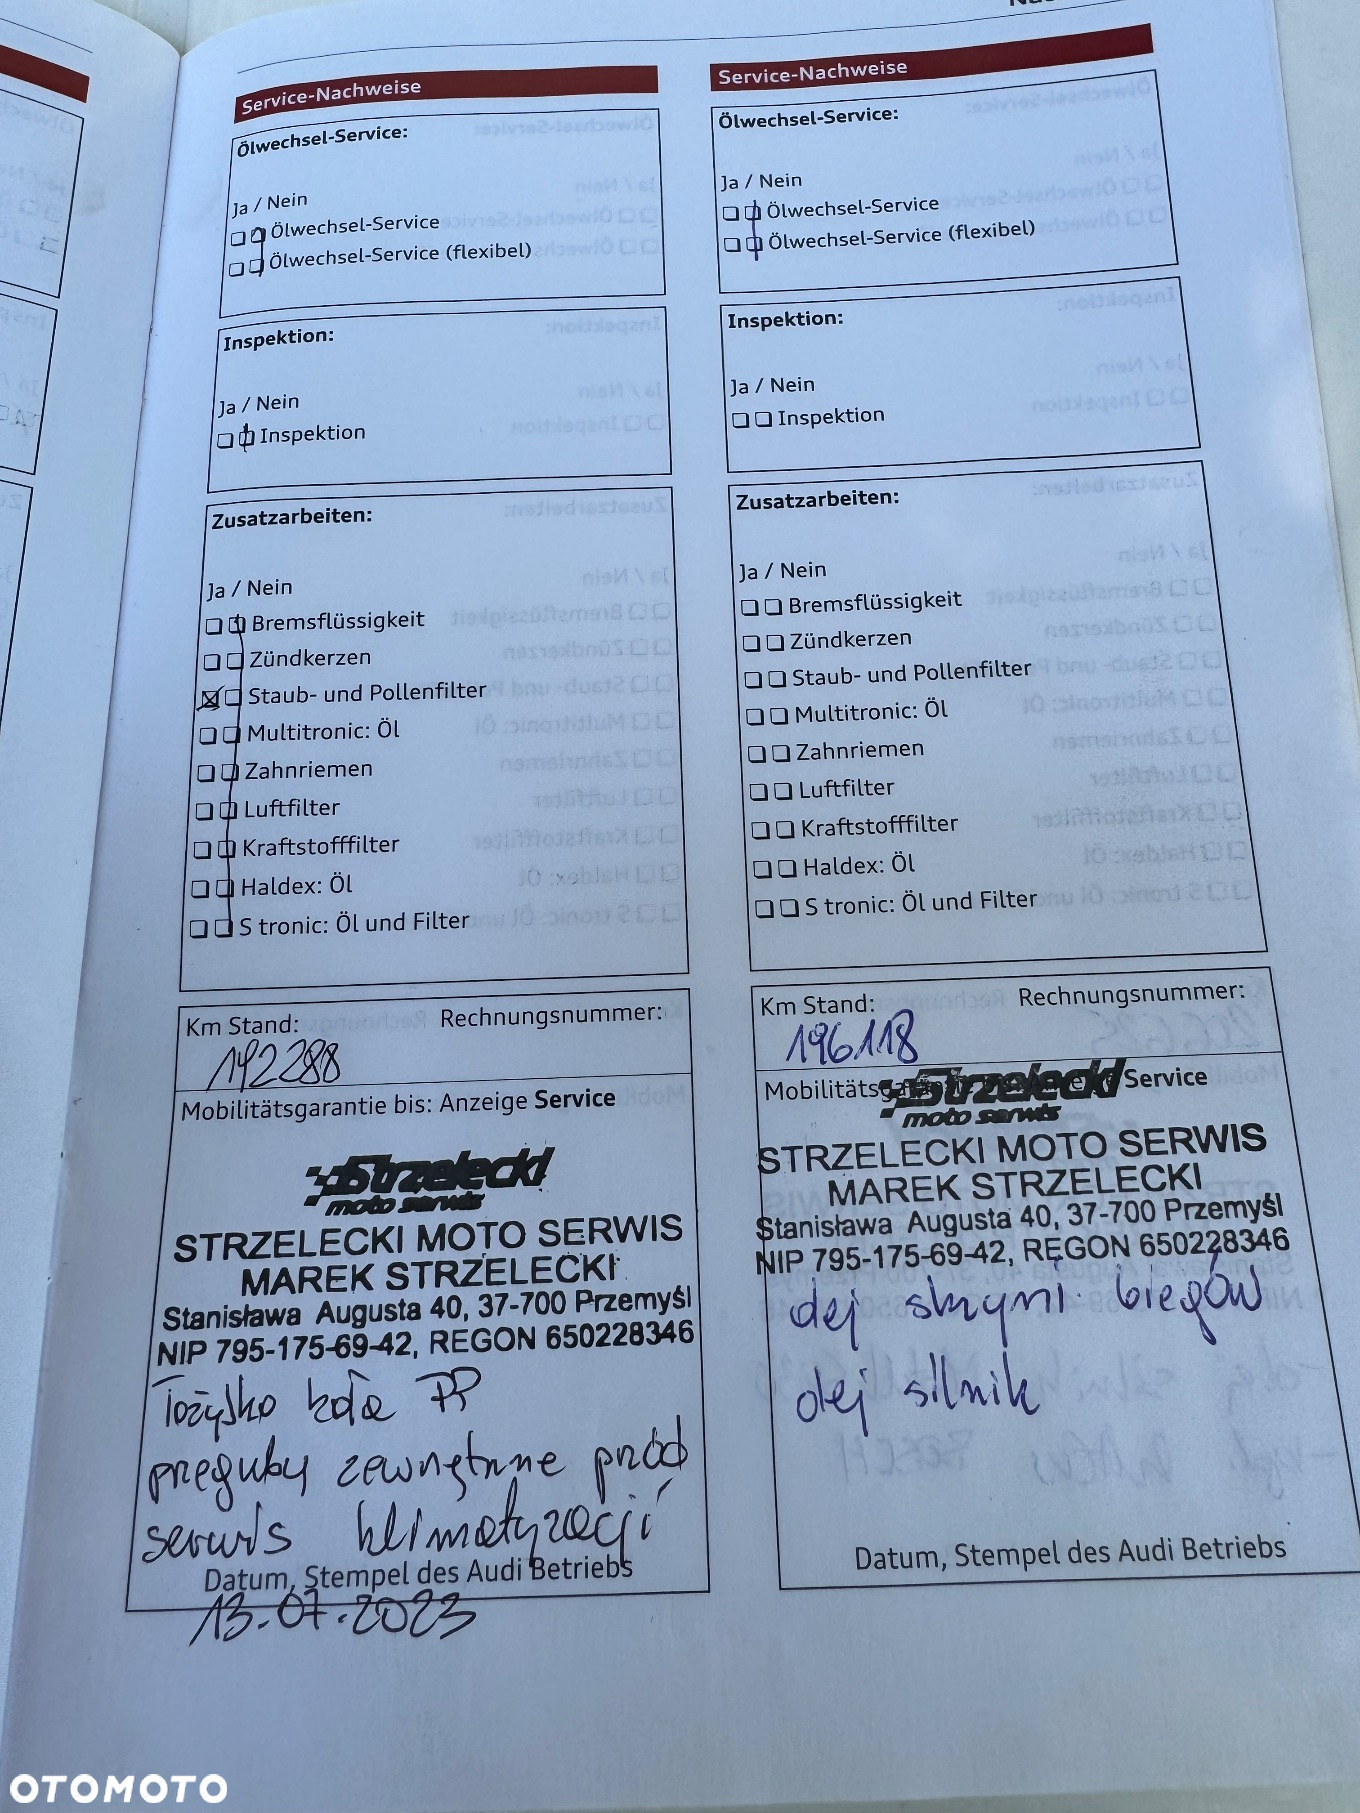 Service-Nachweise
Ölwechsel-Service:
Ja / Nein
Ölwechsel-Service
Ölwechsel-Service (flexibel)
Inspektion:
Ja / Nein
Inspektion
Zusatzarbeiten:
Ja / Nein
Bremsflüssigkeit
Zündkerzen
Staub- und Pollenfilter
Multitronic: Öl
Zahnriemen
Luftfilter
Kraftstofffilter
Haldex: Öl
S tronic: Öl und Filter
Km Stand: Rechnungsnummer:
192288
Mobilitätsgarantie bis: Anzeige Service
Strzelecki
moto serwis
STRZELECKI MOTO SERWIS
MAREK STRZELECKI
Stanisława Augusta 40, 37-700 Przemyśl
NIP 795-175-69-42, REGON 650228346
łożysko koła PP
przeguby zewnętrzne przód
serwis klimatyzacji
Datum, Stempel des Audi Betriebs
13.07.2023
Service-Nachweise
Ölwechsel-Service:
Ja / Nein
Ölwechsel-Service
Ölwechsel-Service (flexibel)
Inspektion:
Ja / Nein
Inspektion
Zusatzarbeiten:
Ja / Nein
Bremsflüssigkeit
Zündkerzen
Staub- und Pollenfilter
Multitronic: Öl
Zahnriemen
Luftfilter
Kraftstofffilter
Haldex: Öl
S tronic: Öl und Filter
Km Stand: Rechnungsnummer:
196118
Mobilitätsga Service
Strzelecki
moto serwis
STRZELECKI MOTO SERWIS
MAREK STRZELECKI
Stanisława Augusta 40, 37-700 Przemyśl
NIP 795-175-69-42, REGON 650228346
olej skrzyni biegów
olej silnik
Datum, Stempel des Audi Betriebs
OTOMOTO